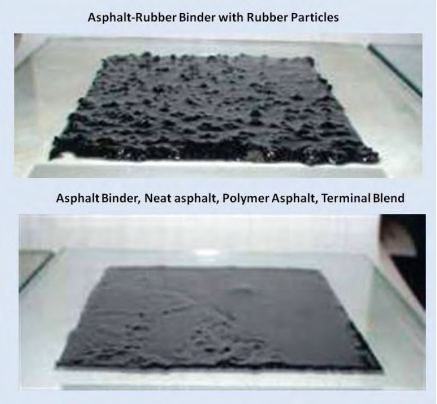 Asphalt-Rubber Binder with Rubber Particles
Asphalt Binder, Neat asphalt, Polymer Asphalt, Terminal Blend